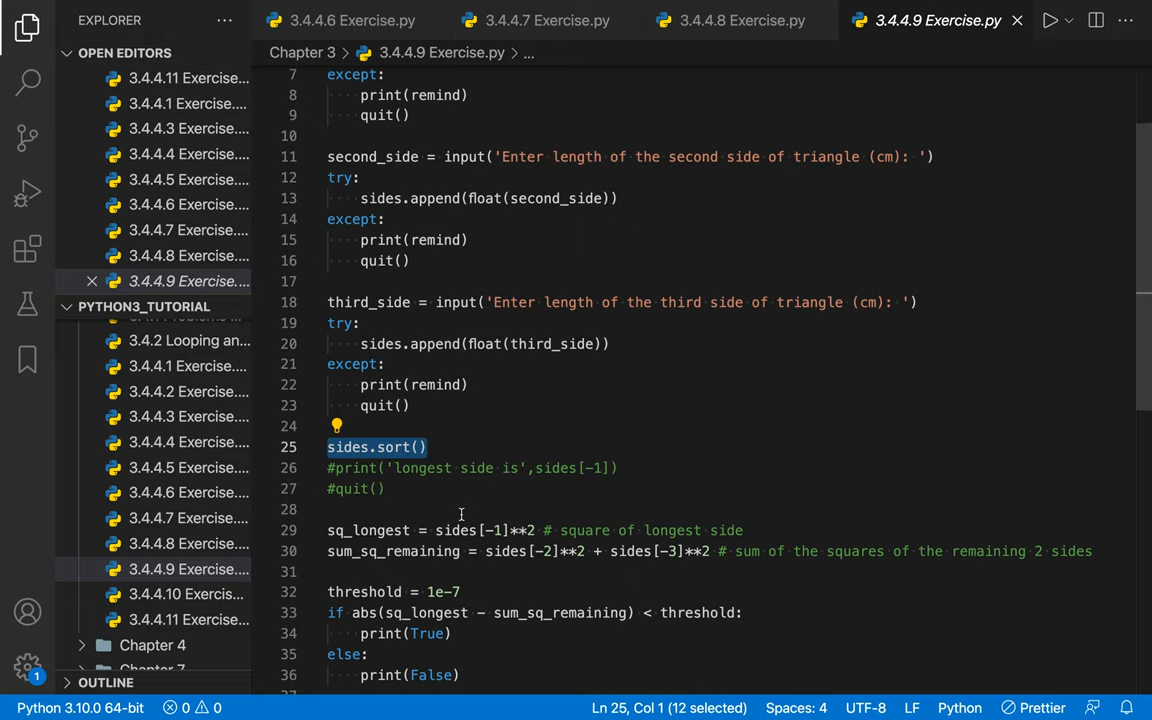 EXPLORER
OPEN EDITORS
3.4.4.11 Exercise....
3.4.4.1 Exercise....
3.4.4.3 Exercise....
3.4.4.4 Exercise....
3.4.4.5 Exercise....
3.4.4.6 Exercise....
3.4.4.7 Exercise....
3.4.4.8 Exercise....
3.4.4.9 Exercise....
PYTHON3_TUTORIAL
3.4.2 Looping an...
3.4.4.1 Exercise....
3.4.4.2 Exercise....
3.4.4.3 Exercise....
3.4.4.4 Exercise....
3.4.4.5 Exercise....
3.4.4.6 Exercise....
3.4.4.7 Exercise....
3.4.4.8 Exercise....
3.4.4.9 Exercise....
3.4.4.10 Exercis...
3.4.4.11 Exercise....
Chapter 4
Chapter 7
OUTLINE
3.4.4.6 Exercise.py
3.4.4.7 Exercise.py
3.4.4.8 Exercise.py
3.4.4.9 Exercise.py
Chapter 3 > 3.4.4.9 Exercise.py > ...
7 except:
8 print(remind)
9 quit()
10
11 second_side = input('Enter length of the second side of triangle (cm): ')
12 try:
13 sides.append(float(second_side))
14 except:
15 print(remind)
16 quit()
17
18 third_side = input('Enter length of the third side of triangle (cm): ')
19 try:
20 sides.append(float(third_side))
21 except:
22 print(remind)
23 quit()
24
25 sides.sort()
26 #print('longest side is',sides[-1])
27 #quit()
28
29 sq_longest = sides[-1]**2 # square of longest side
30 sum_sq_remaining = sides[-2]**2 + sides[-3]**2 # sum of the squares of the remaining 2 sides
31
32 threshold = 1e-7
33 if abs(sq_longest - sum_sq_remaining) < threshold:
34 print(True)
35 else:
36 print(False)
1
Python 3.10.0 64-bit
0
0
Ln 25, Col 1 (12 selected)
Spaces: 4
UTF-8
LF
Python
Prettier